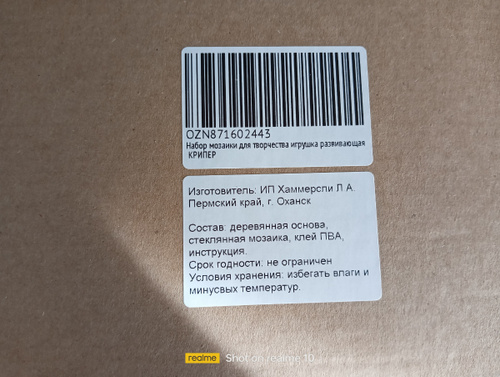 OZN871602443
Набор мозаики для творчества игрушка развивающая
КРИПЕР
Изготовитель: ИП Хаммерспи Л А.
Пермский край, г. Оханск
Состав: деревянная основа,
стеклянная мозаика, клей ПВА,
инструкция.
Срок годности: не ограничен
Условия хранения: избегать влаги и
минусовых температур.
realme Shot on realme 10